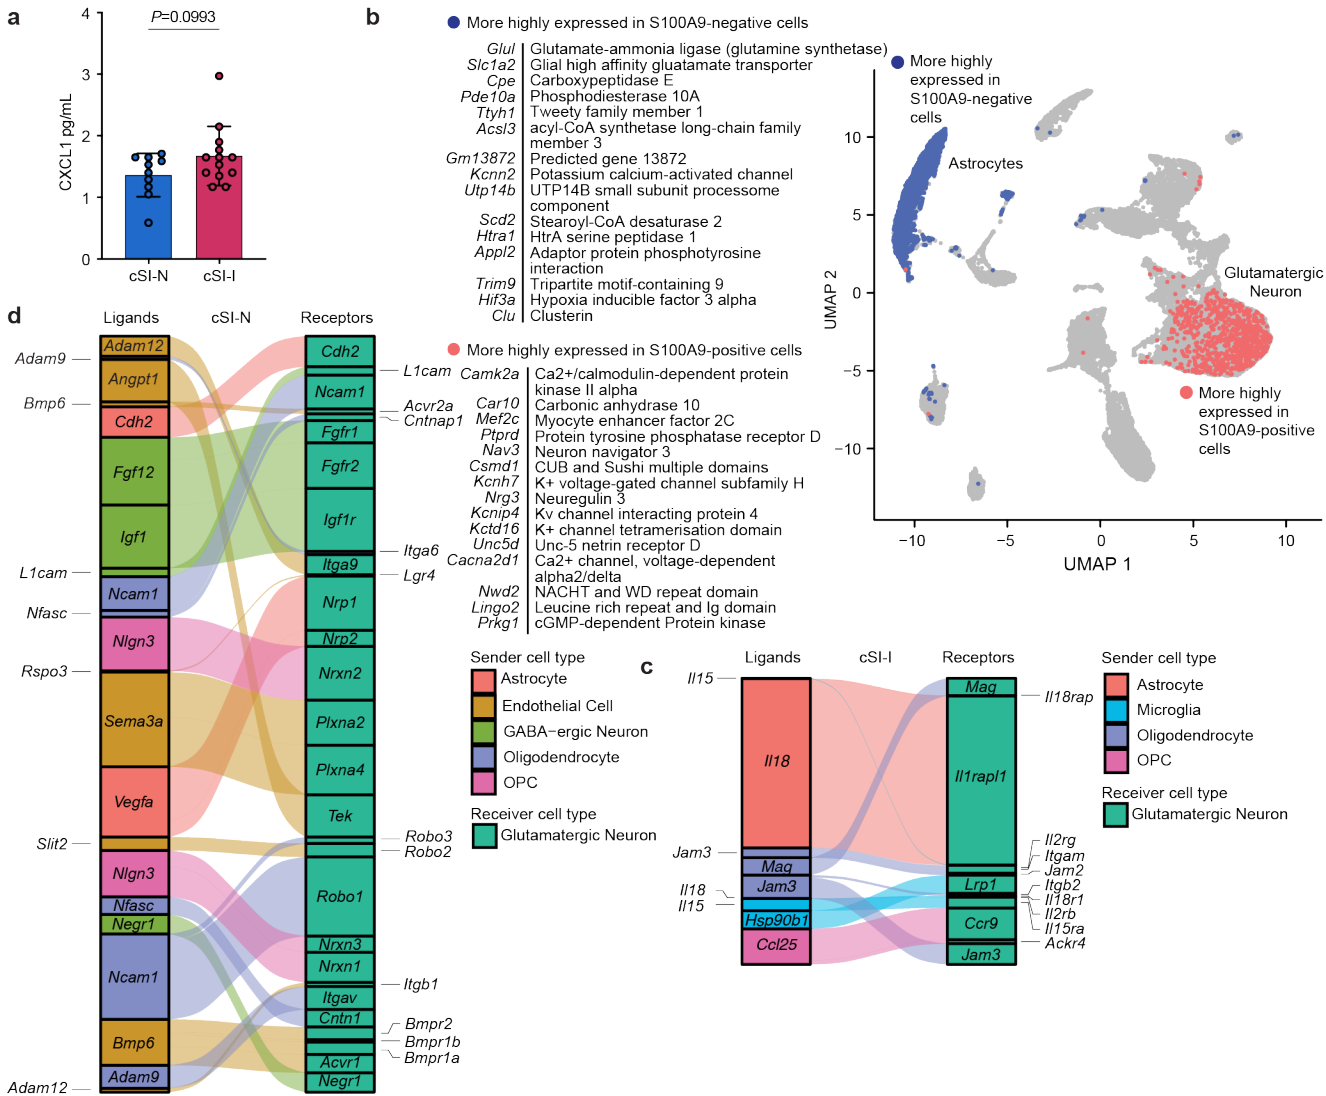 a
P=0.0993
4
3
2
1
0
CXCL1 pg/mL
cSI-N
cSI-I
b
More highly expressed in S100A9-negative cells
Glul Glutamate-ammonia ligase (glutamine synthetase)
Slc1a2 Glial high affinity gluatamate transporter
Cpe Carboxypeptidase E
Pde10a Phosphodiesterase 10A
Ttyh1 Tweety family member 1
Acsl3 acyl-CoA synthetase long-chain family
member 3
Gm13872 Predicted gene 13872
Kcnn2 Potassium calcium-activated channel
Utp14b UTP14B small subunit processome
component
Scd2 Stearoyl-CoA desaturase 2
Htra1 HtrA serine peptidase 1
Appl2 Adaptor protein phosphotyrosine
interaction
Trim9 Tripartite motif-containing 9
Hif3a Hypoxia inducible factor 3 alpha
Clu Clusterin
More highly expressed in S100A9-positive cells
Camk2a Ca2+/calmodulin-dependent protein
kinase II alpha
Car10 Carbonic anhydrase 10
Mef2c Myocyte enhancer factor 2C
Ptprd Protein tyrosine phosphatase receptor D
Nav3 Neuron navigator 3
Csmd1 CUB and Sushi multiple domains
Kcnh7 K+ voltage-gated channel subfamily H
Nrg3 Neuregulin 3
Kcnip4 Kv channel interacting protein 4
Kctd16 K+ channel tetramerisation domain
Unc5d Unc-5 netrin receptor D
Cacna2d1 Ca2+ channel, voltage-dependent
alpha2/delta
Nwd2 NACHT and WD repeat domain
Lingo2 Leucine rich repeat and Ig domain
Prkg1 cGMP-dependent Protein kinase
More highly
expressed in
S100A9-negative
cells
Astrocytes
Glutamatergic
Neuron
More highly
expressed in
S100A9-positive
cells
UMAP 2
10
5
0
−5
−10
−10
−5
0
5
10
UMAP 1
d
Ligands
cSI-N
Receptors
Adam12
Adam9
Angpt1
Bmp6
Cdh2
Fgf12
Igf1
L1cam
Ncam1
Nfasc
Nlgn3
Rspo3
Sema3a
Vegfa
Slit2
Nlgn3
Nfasc
Negr1
Ncam1
Bmp6
Adam9
Adam12
Cdh2
L1cam
Ncam1
Acvr2a
Cntnap1
Fgfr1
Fgfr2
Igf1r
Itga6
Itga9
Lgr4
Nrp1
Nrp2
Nrxn2
Plxna2
Plxna4
Tek
Robo3
Robo2
Robo1
Nrxn3
Nrxn1
Itgb1
Itgav
Cntn1
Bmpr2
Bmpr1b
Bmpr1a
Acvr1
Negr1
Sender cell type
Astrocyte
Endothelial Cell
GABA−ergic Neuron
Oligodendrocyte
OPC
Receiver cell type
Glutamatergic Neuron
c
Ligands
cSI-I
Receptors
Il15
Il18
Jam3
Mag
Jam3
Il18
Il15
Hsp90b1
Ccl25
Mag
Il18rap
Il1rapl1
Il2rg
Itgam
Jam2
Lrp1
Itgb2
Il18r1
Il2rb
Il15ra
Ccr9
Ackr4
Jam3
Sender cell type
Astrocyte
Microglia
Oligodendrocyte
OPC
Receiver cell type
Glutamatergic Neuron